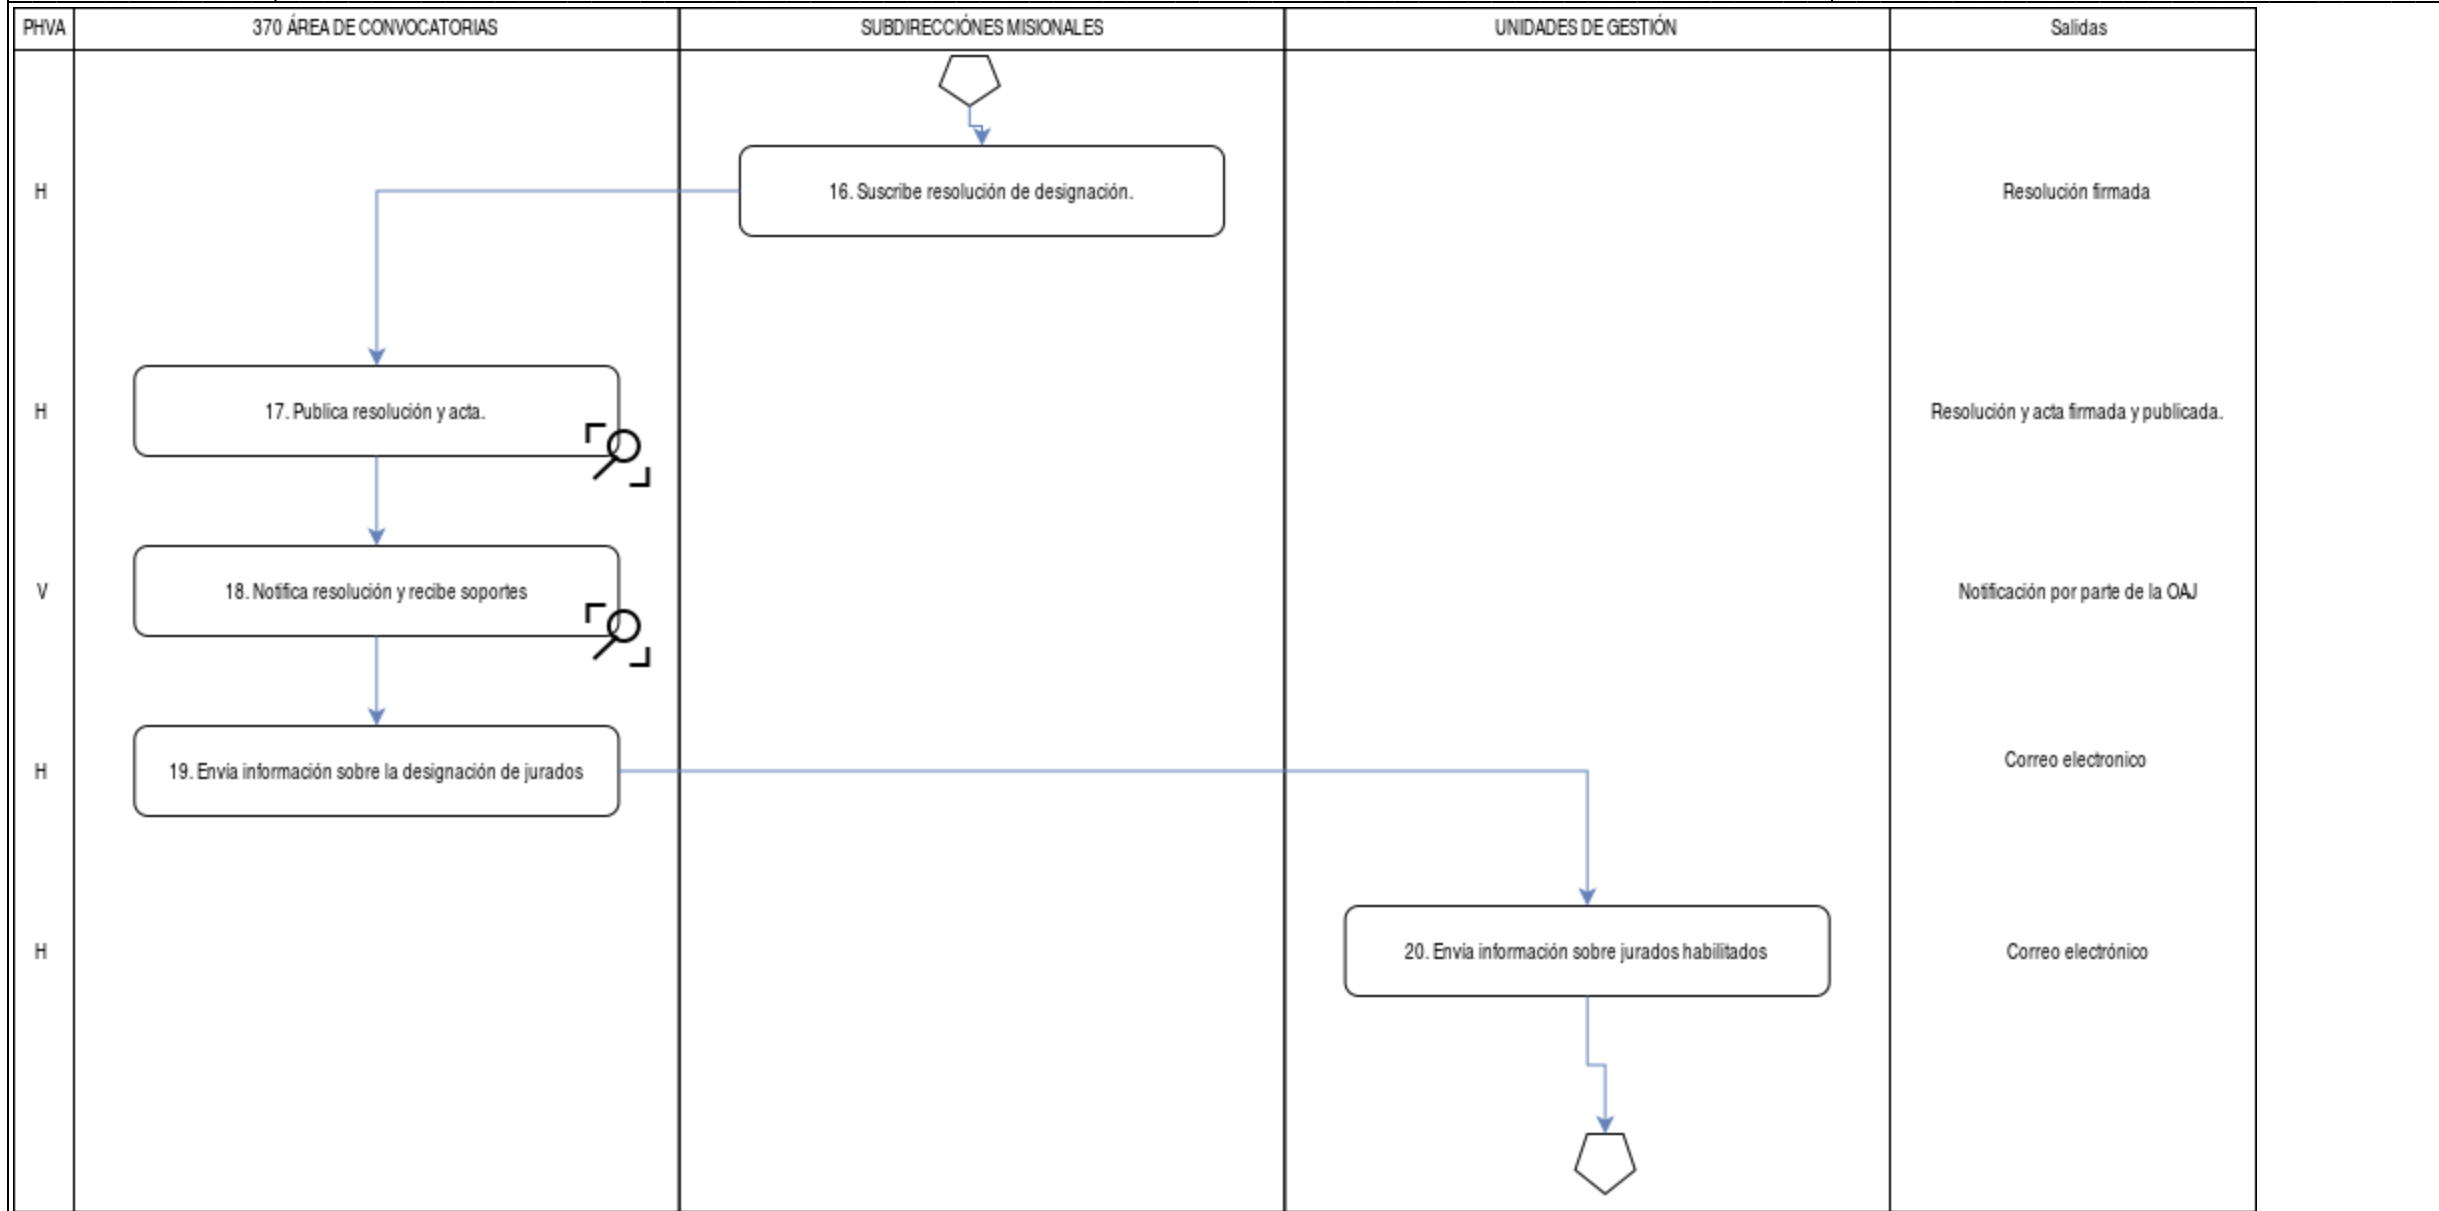 PHVA
370 ÁREA DE CONVOCATORIAS
SUBDIRECCIÓNES MISIONALES
UNIDADES DE GESTIÓN
Salidas
H
16. Suscribe resolución de designación.
Resolución firmada
H
17. Publica resolución y acta.
Resolución y acta firmada y publicada.
V
18. Notifica resolución y recibe soportes
Notificación por parte de la OAJ
H
19. Envía información sobre la designación de jurados
Correo electronico
H
20. Envía información sobre jurados habilitados
Correo electrónico